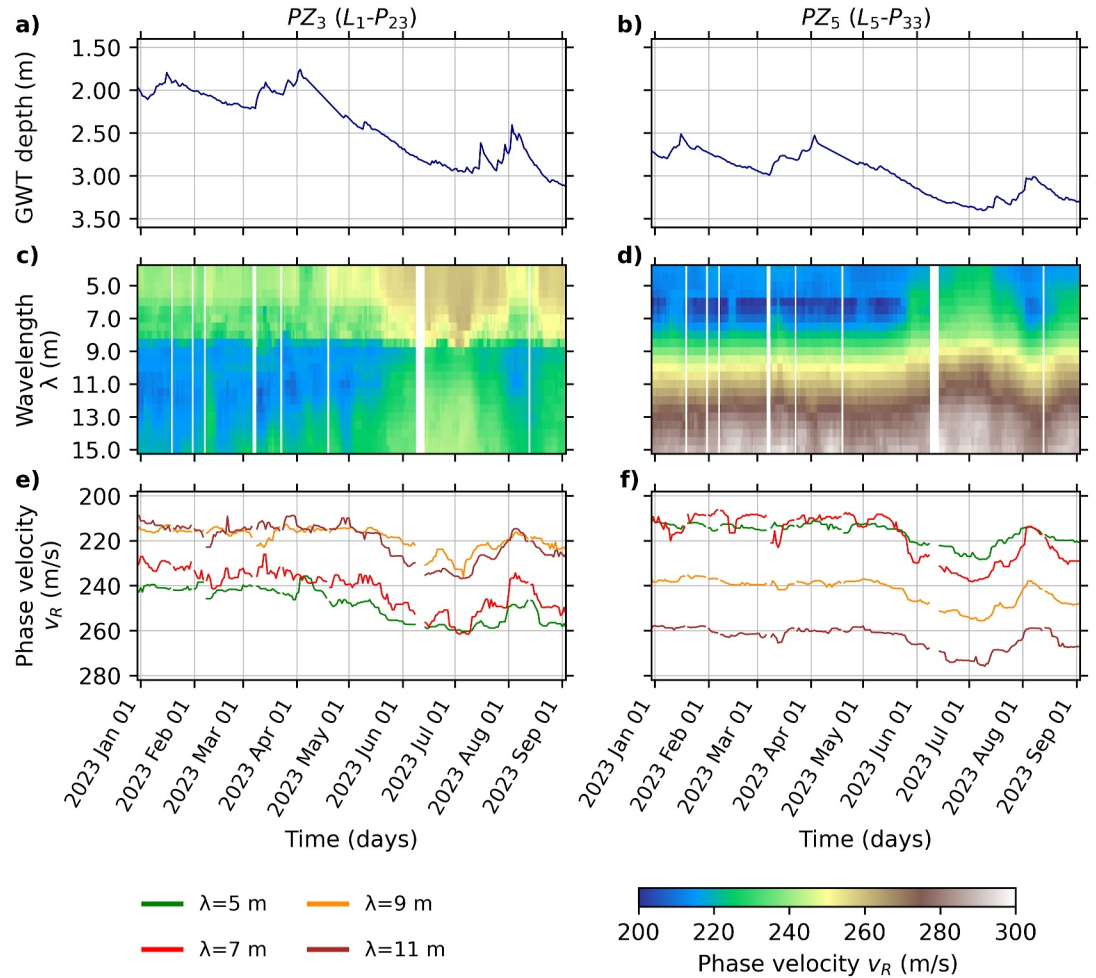 a)
PZ₃ (L₁-P₂₃)
b)
PZ₅ (L₅-P₃₃)
GWT depth (m)
1.50
2.00
2.50
3.00
3.50
c)
d)
Wavelength
λ (m)
5.0
7.0
9.0
11.0
13.0
15.0
e)
f)
Phase velocity
v_R (m/s)
200
220
240
260
280
2023 Jan 01
2023 Feb 01
2023 Mar 01
2023 Apr 01
2023 May 01
2023 Jun 01
2023 Jul 01
2023 Aug 01
2023 Sep 01
2023 Jan 01
2023 Feb 01
2023 Mar 01
2023 Apr 01
2023 May 01
2023 Jun 01
2023 Jul 01
2023 Aug 01
2023 Sep 01
Time (days)
Time (days)
λ=5 m
λ=9 m
λ=7 m
λ=11 m
200 220 240 260 280 300
Phase velocity v_R (m/s)